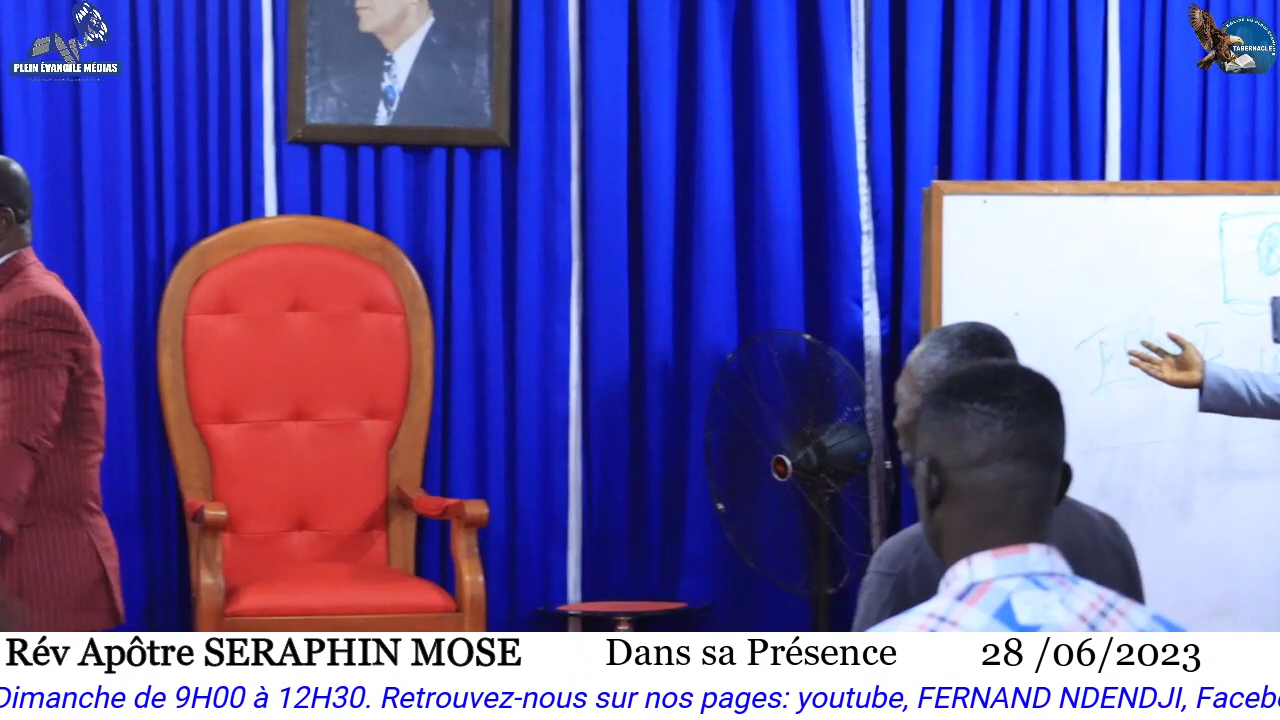 PLEIN ÉVANGILE MÉDIAS
TABERNACLE
Rév Apôtre SERAPHIN MOSE Dans sa Présence 28 /06/2023
Dimanche de 9H00 à 12H30. Retrouvez-nous sur nos pages: youtube, FERNAND NDENDJI, Facebo